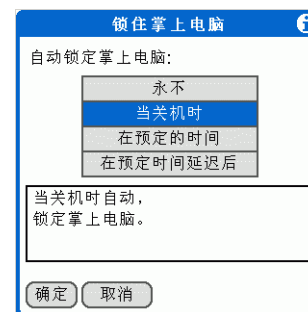 锁住掌上电脑
自动锁定掌上电脑:
永不
当关机时
在预定的时间
在预定时间延迟后
当关机时自动，
锁定掌上电脑。
确定 取消